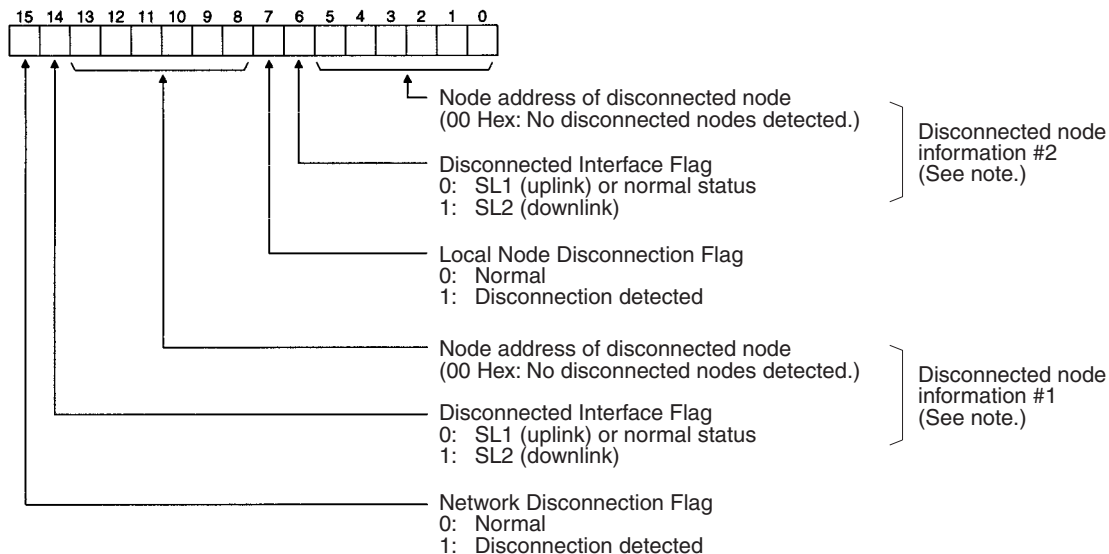 15 14 13 12 11 10 9 8 7 6 5 4 3 2 1 0
Node address of disconnected node
(00 Hex: No disconnected nodes detected.)
Disconnected Interface Flag
0: SL1 (uplink) or normal status
1: SL2 (downlink)
Disconnected node
information #2
(See note.)
Local Node Disconnection Flag
0: Normal
1: Disconnection detected
Node address of disconnected node
(00 Hex: No disconnected nodes detected.)
Disconnected Interface Flag
0: SL1 (uplink) or normal status
1: SL2 (downlink)
Disconnected node
information #1
(See note.)
Network Disconnection Flag
0: Normal
1: Disconnection detected